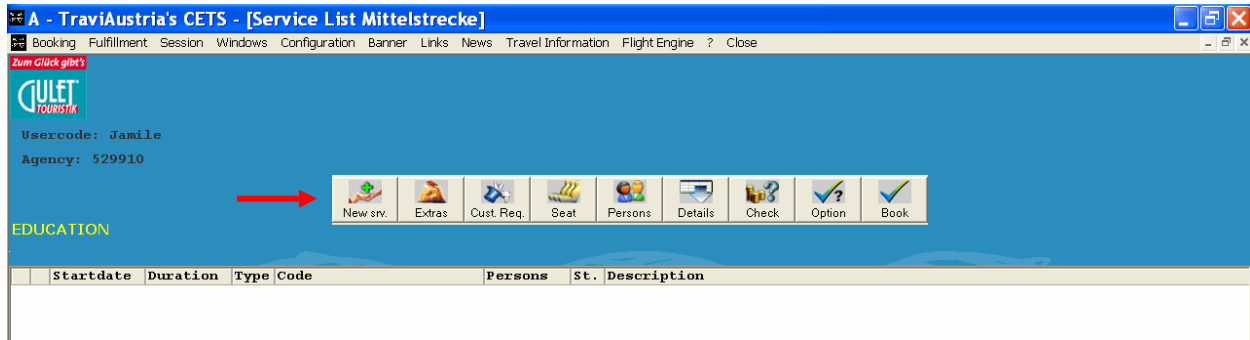 A - TraviAustria's CETS - [Service List Mittelstrecke]
Booking Fulfillment Session Windows Configuration Banner Links News Travel Information Flight Engine ? Close
Zum Glück gibt's
GULET
TOURISTIK
Usercode: Jamile
Agency: 529910
New srv. Extras Cust. Req. Seat Persons Details Check Option Book
EDUCATION
Startdate Duration Type Code Persons St. Description